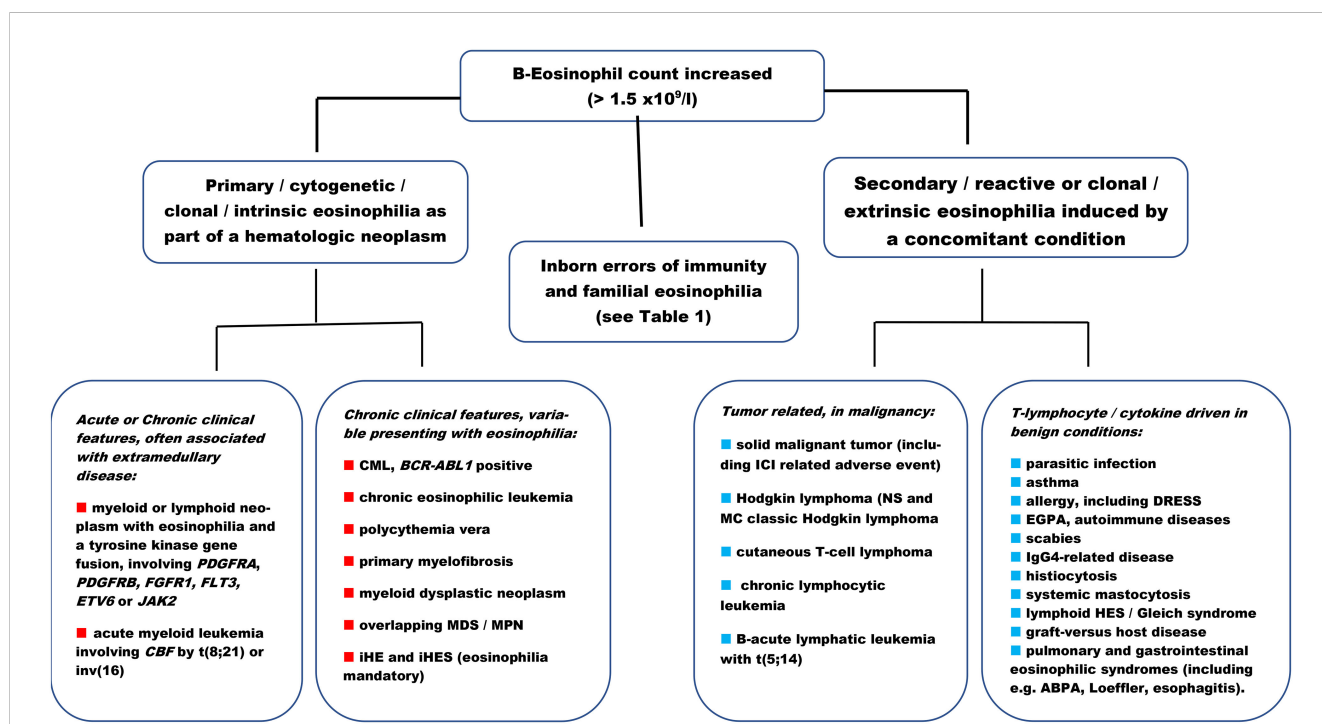 B-Eosinophil count increased
(> 1.5 x10⁹/l)
Primary / cytogenetic /
clonal / intrinsic eosinophilia as
part of a hematologic neoplasm
Inborn errors of immunity
and familial eosinophilia
(see Table 1)
Secondary / reactive or clonal /
extrinsic eosinophilia induced by
a concomitant condition
Acute or Chronic clinical
features, often associated
with extramedullary
disease:
■ myeloid or lymphoid neo-
plasm with eosinophilia and
a tyrosine kinase gene
fusion, involving PDGFRA,
PDGFRB, FGFR1, FLT3,
ETV6 or JAK2
■ acute myeloid leukemia
involving CBF by t(8;21) or
inv(16)
Chronic clinical features, varia-
ble presenting with eosinophilia:
■ CML, BCR-ABL1 positive
■ chronic eosinophilic leukemia
■ polycythemia vera
■ primary myelofibrosis
■ myeloid dysplastic neoplasm
■ overlapping MDS / MPN
■ iHE and iHES (eosinophilia
mandatory)
Tumor related, in malignancy:
■ solid malignant tumor (inclu-
ding ICI related adverse event)
■ Hodgkin lymphoma (NS and
MC classic Hodgkin lymphoma
■ cutaneous T-cell lymphoma
■ chronic lymphocytic
leukemia
■ B-acute lymphatic leukemia
with t(5;14)
T-lymphocyte / cytokine driven in
benign conditions:
■ parasitic infection
■ asthma
■ allergy, including DRESS
■ EGPA, autoimmune diseases
■ scabies
■ IgG4-related disease
■ histiocytosis
■ systemic mastocytosis
■ lymphoid HES / Gleich syndrome
■ graft-versus host disease
■ pulmonary and gastrointestinal
eosinophilic syndromes (including
e.g. ABPA, Loeffler, esophagitis).